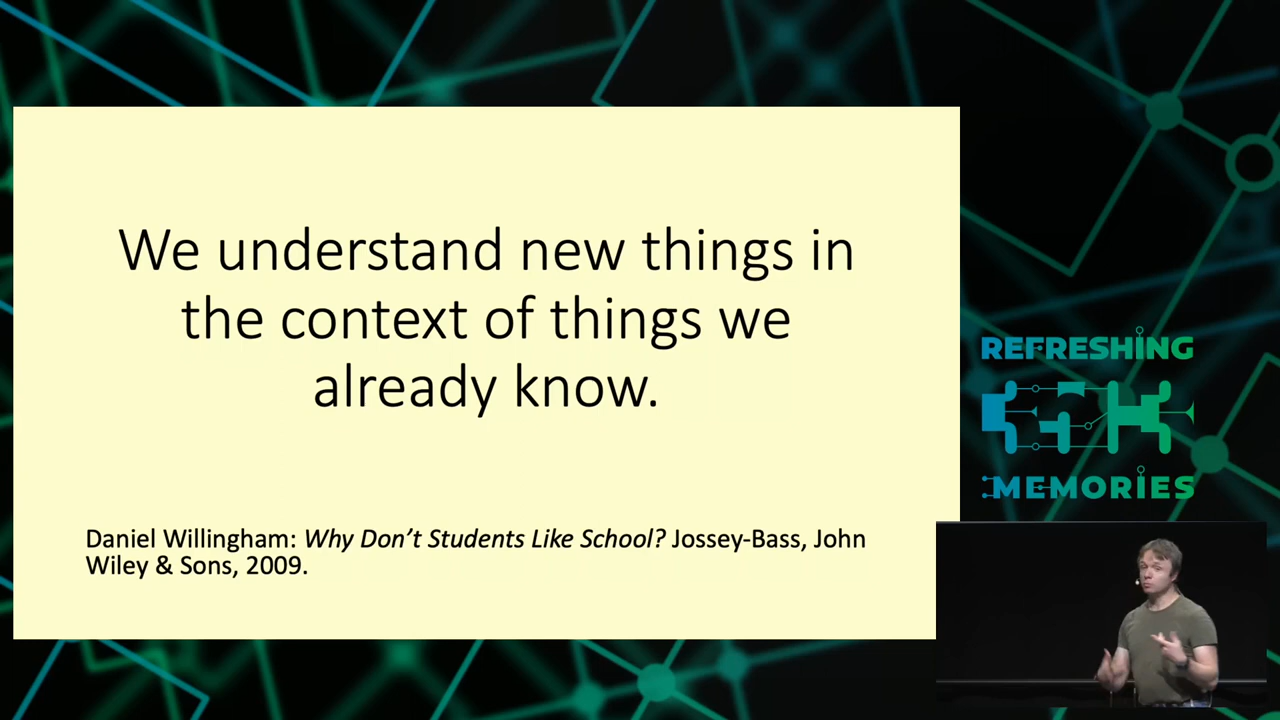 We understand new things in
the context of things we
already know.
Daniel Willingham: Why Don't Students Like School? Jossey-Bass, John
Wiley & Sons, 2009.
REFRESHING
MEMORIES